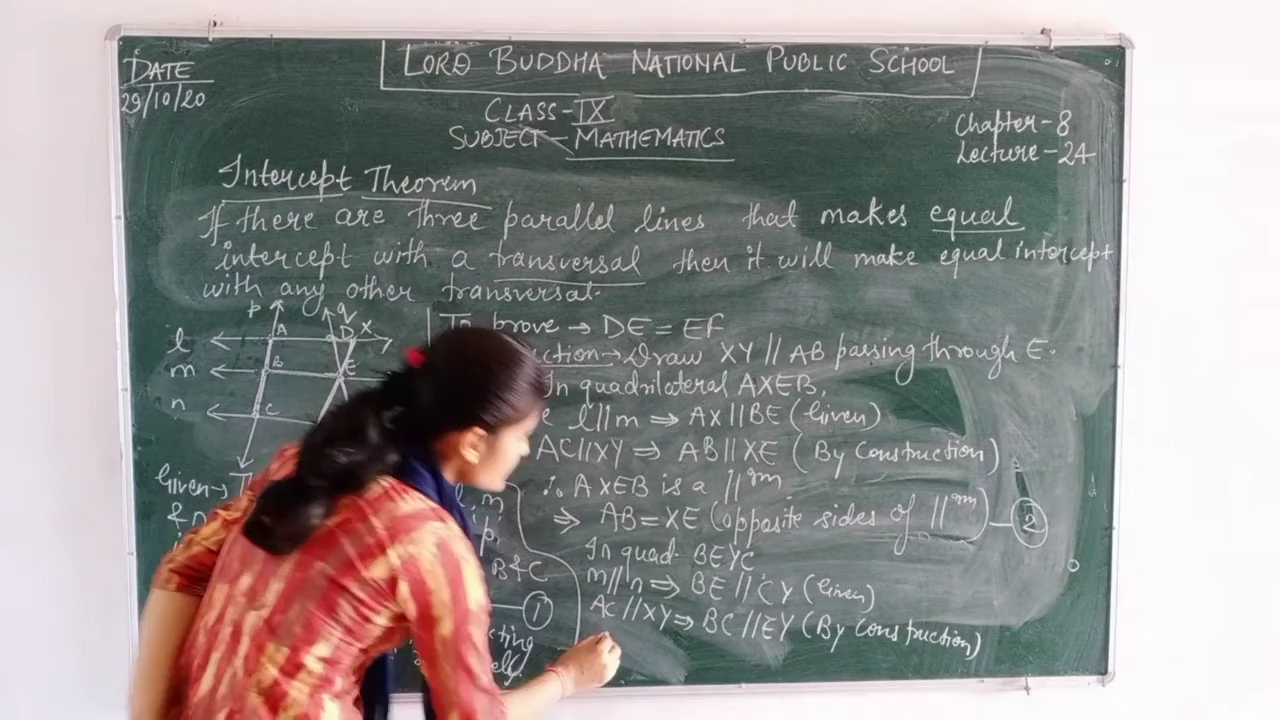 DATE
29/10/20
LORD BUDDHA NATIONAL PUBLIC SCHOOL
CLASS-IX
SUBJECT-MATHEMATICS
Chapter-8
Lecture-24
Intercept Theorem
If there are three parallel lines that makes equal
intercept with a transversal then it will make equal intercept
with any other transversal.
p q
l A D X
m B E
n C
Given→
& n
l, m
p,
B & C
①
prove → DE = EF
ction→ Draw XY // AB passing through E.
In quadrilateral AXEB,
l // m ⇒ AX // BE (Given)
AC // XY ⇒ AB // XE (By Construction)
∴ AXEB is a ||gm
⇒ AB = XE (opposite sides of ||gm) — ②
In quad. BEYC
m // n ⇒ BE // CY (Given)
AC // XY ⇒ BC // EY (By Construction)